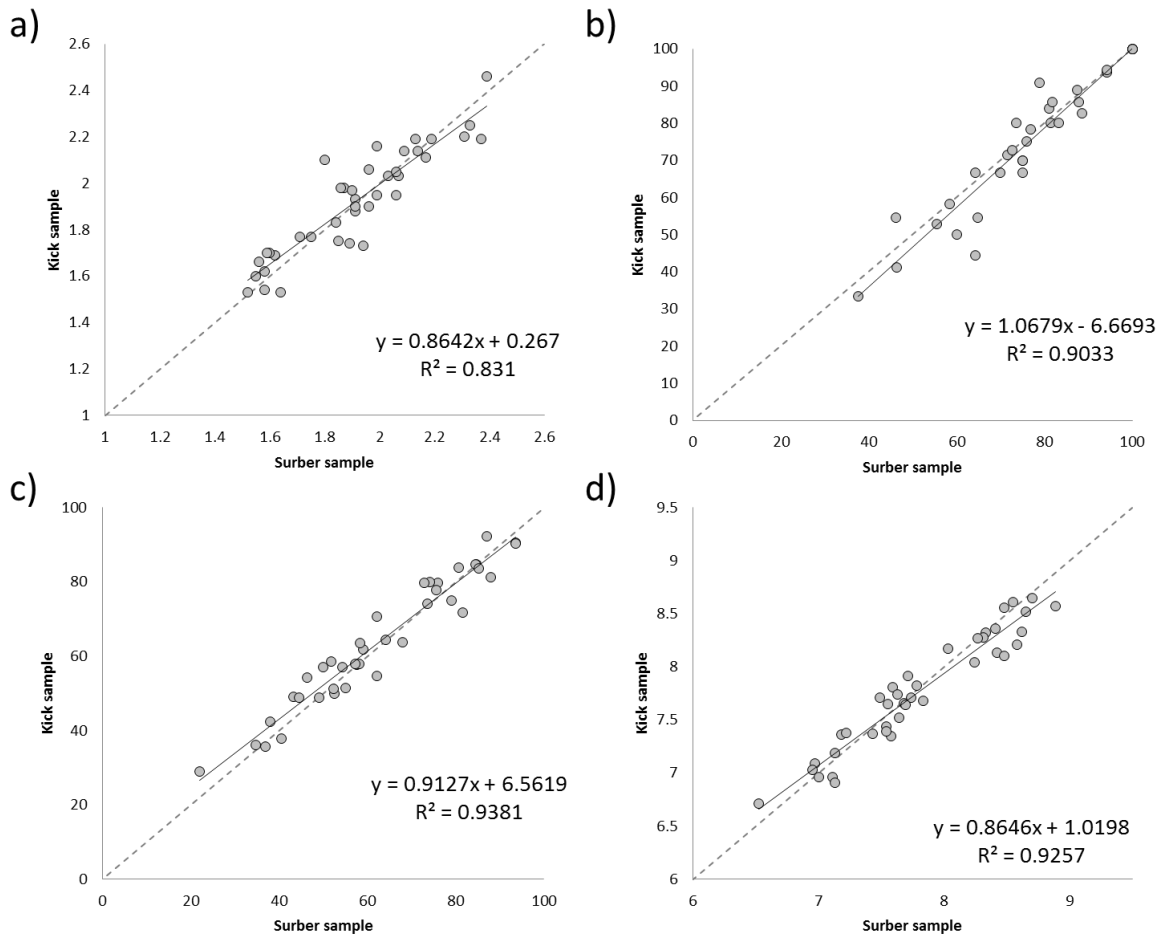 a)
2.6
2.4
2.2
2
1.8
1.6
1.4
1.2
1
Kick sample
y = 0.8642x + 0.267
R² = 0.831
1 1.2 1.4 1.6 1.8 2 2.2 2.4 2.6
Surber sample
b)
100
90
80
70
60
50
40
30
20
10
0
Kick sample
y = 1.0679x - 6.6693
R² = 0.9033
0 20 40 60 80 100
Surber sample
c)
100
80
60
40
20
0
Kick sample
y = 0.9127x + 6.5619
R² = 0.9381
0 20 40 60 80 100
Surber sample
d)
9.5
9
8.5
8
7.5
7
6.5
6
Kick sample
y = 0.8646x + 1.0198
R² = 0.9257
6 7 8 9
Surber sample